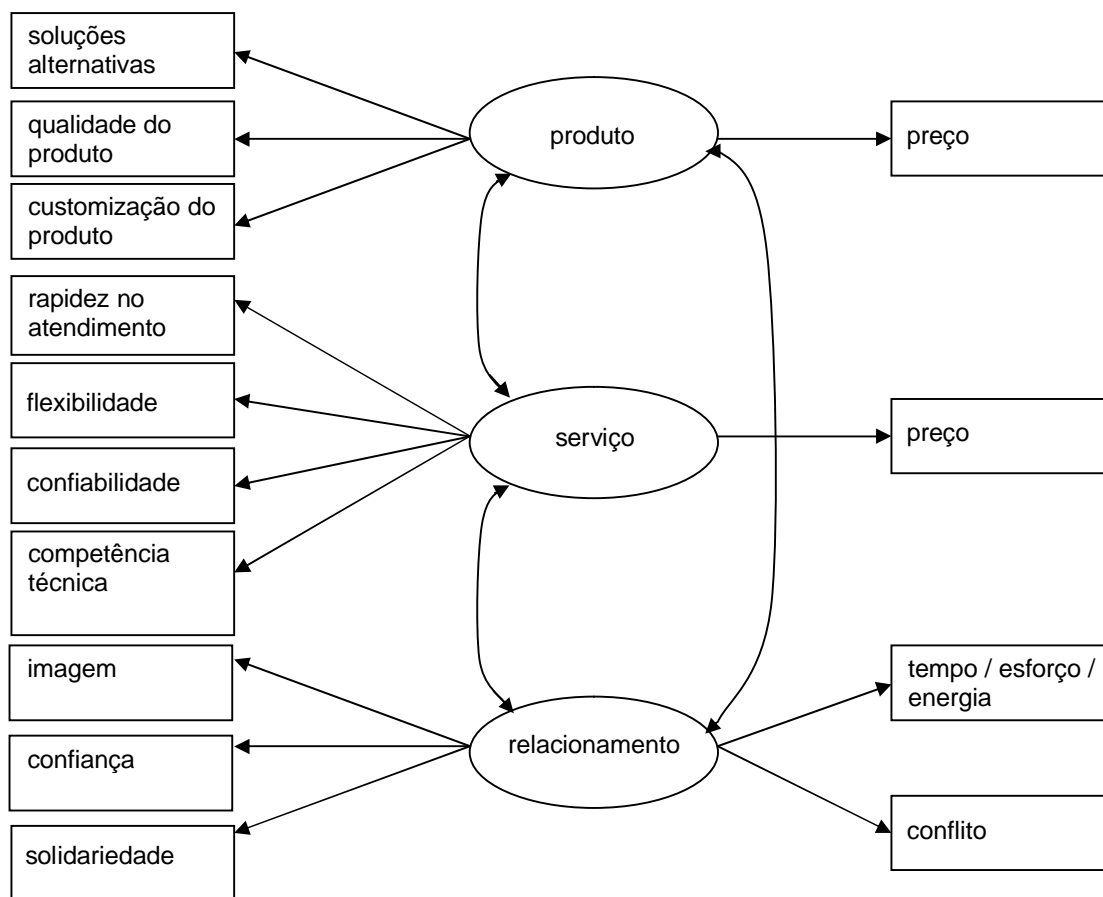 soluções
alternativas
qualidade do
produto
customização do
produto
rapidez no
atendimento
flexibilidade
confiabilidade
competência
técnica
imagem
confiança
solidariedade
produto
serviço
relacionamento
preço
preço
tempo / esforço /
energia
conflito